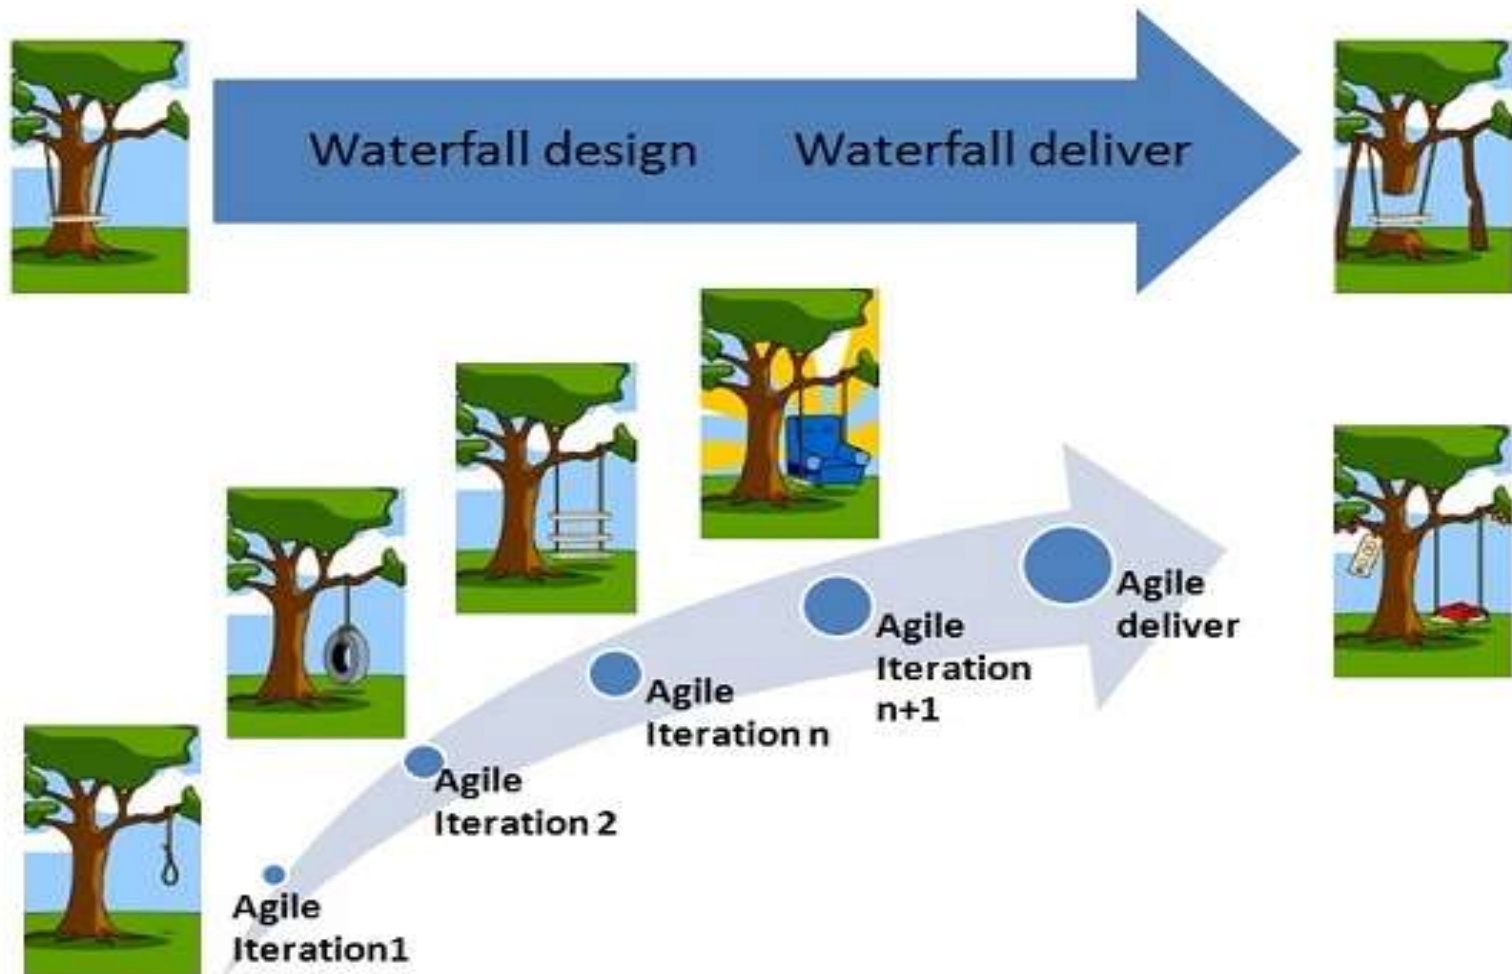 Waterfall design Waterfall deliver
Agile
deliver
Agile
Iteration
n+1
Agile
Iteration n
Agile
Iteration 2
Agile
Iteration1